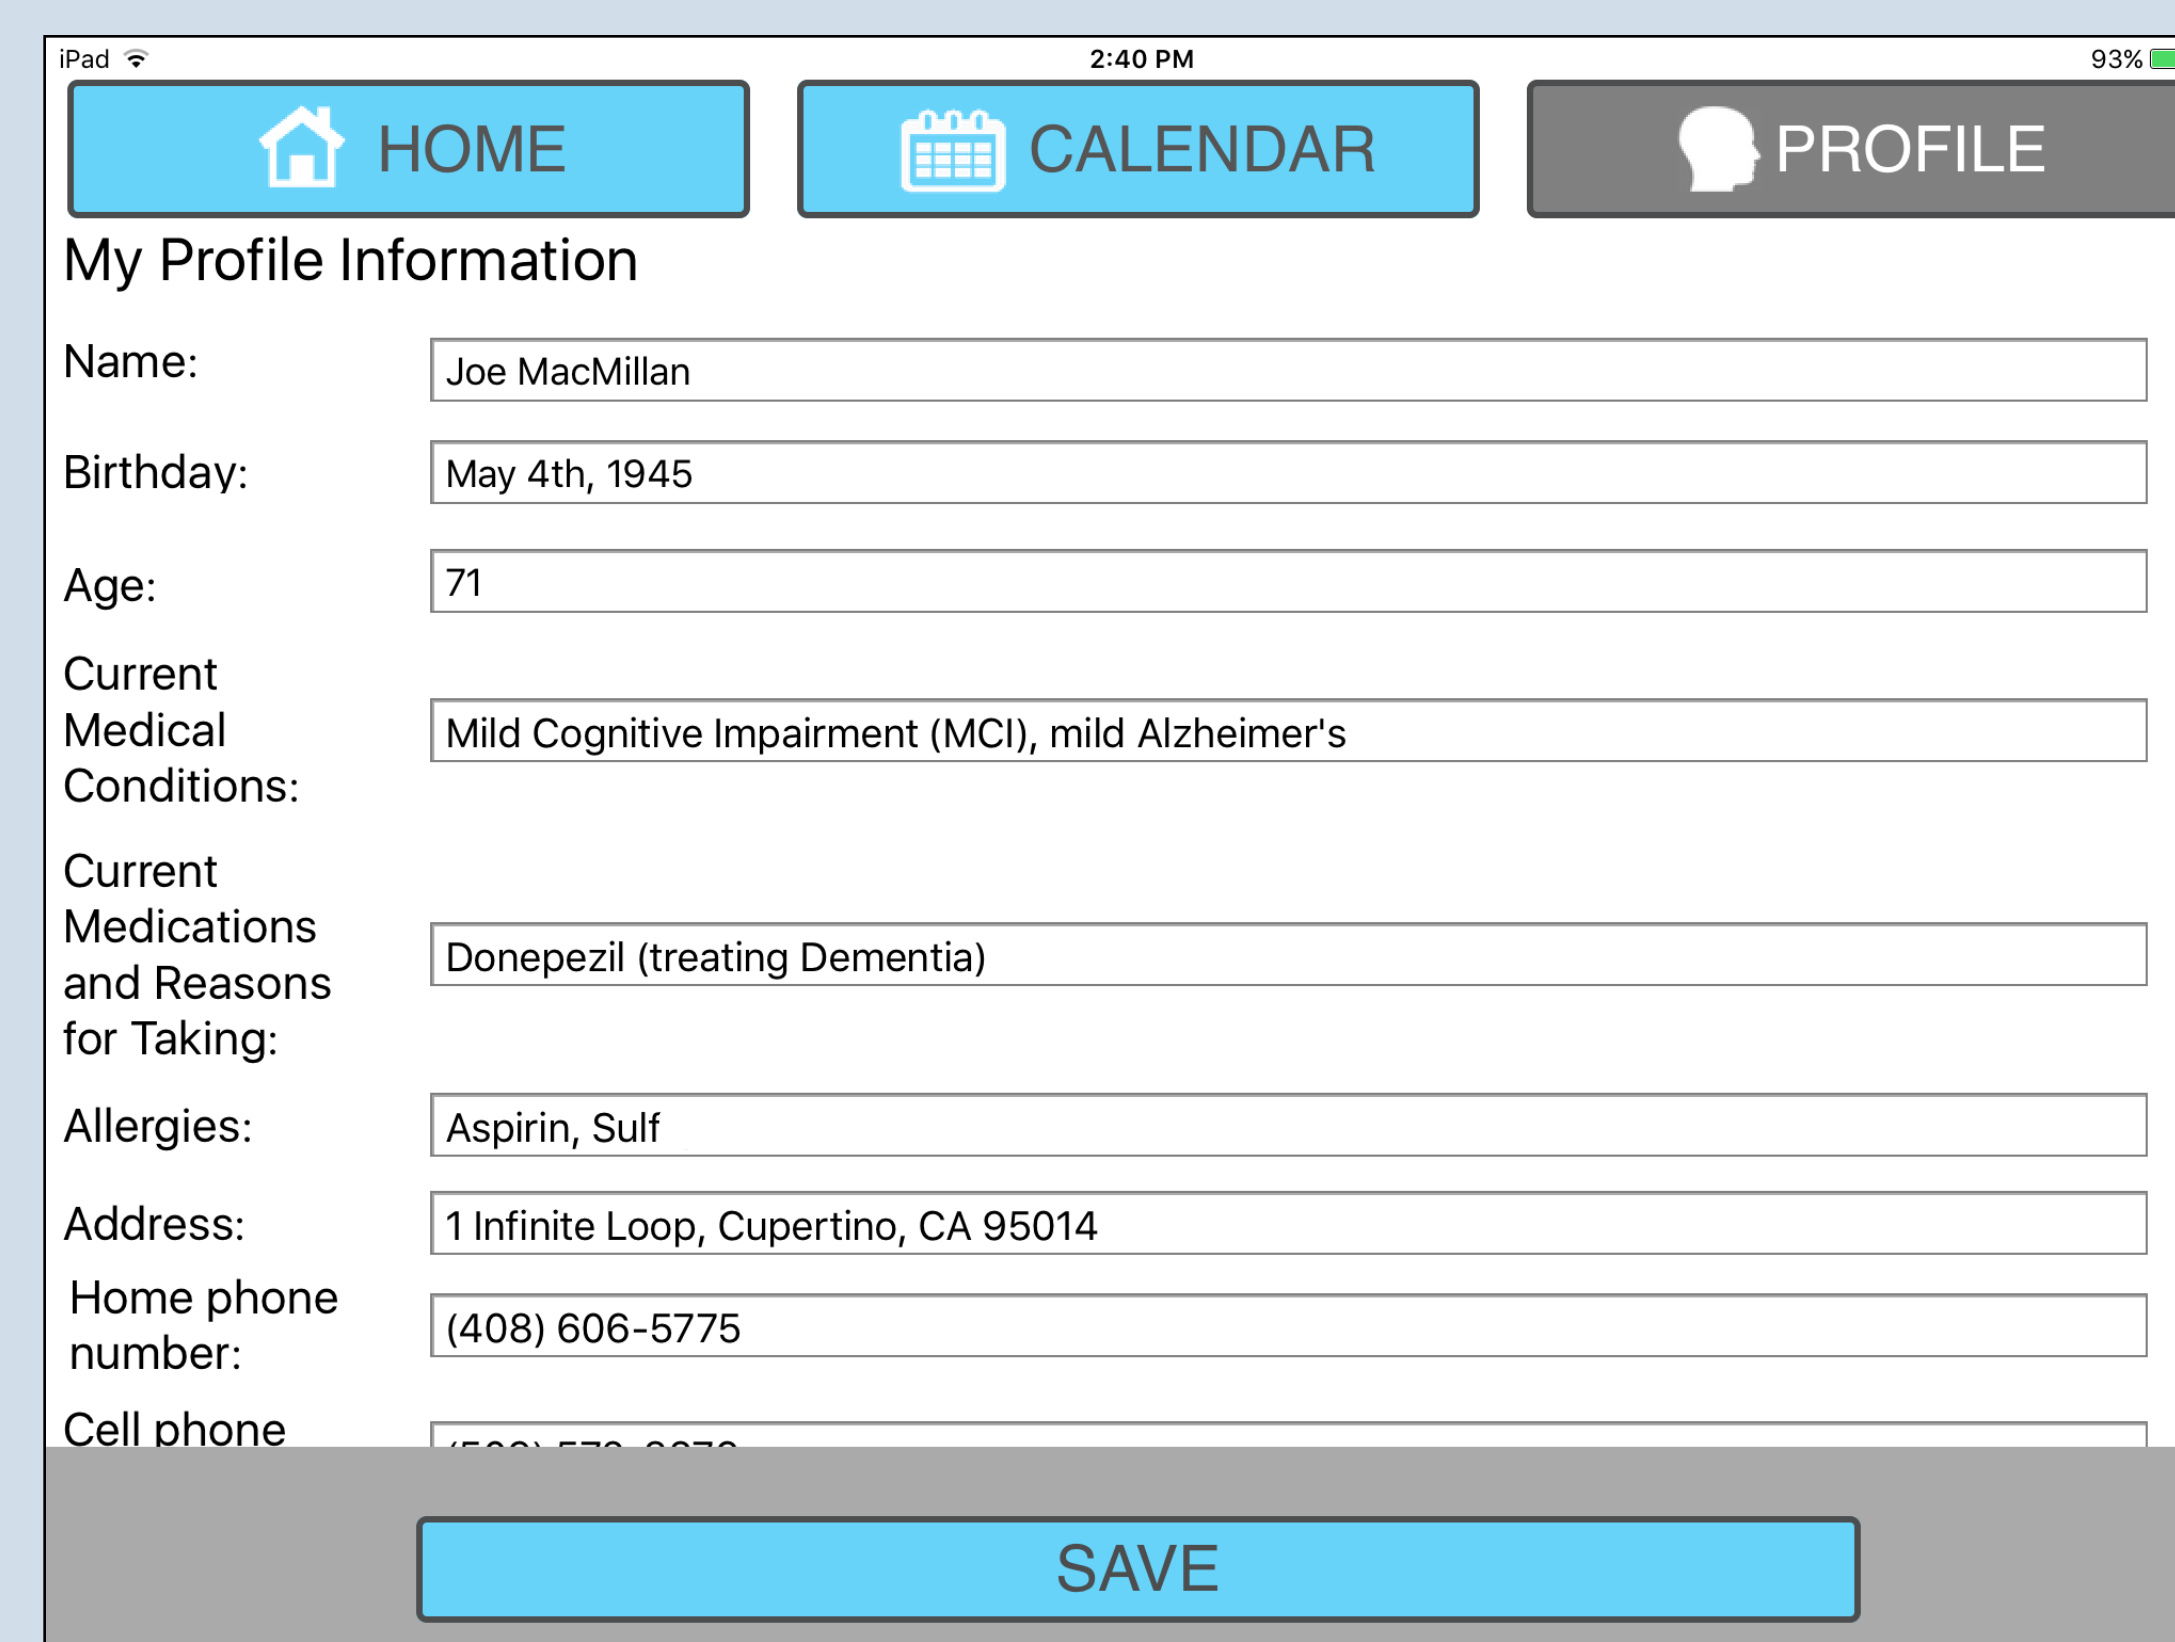 iPad 2:40 PM 93%
HOME CALENDAR PROFILE
My Profile Information
Name: Joe MacMillan
Birthday: May 4th, 1945
Age: 71
Current
Medical
Conditions:
Mild Cognitive Impairment (MCI), mild Alzheimer's
Current
Medications
and Reasons
for Taking:
Donepezil (treating Dementia)
Allergies: Aspirin, Sulf
Address: 1 Infinite Loop, Cupertino, CA 95014
Home phone
number:
(408) 606-5775
Cell phone
SAVE